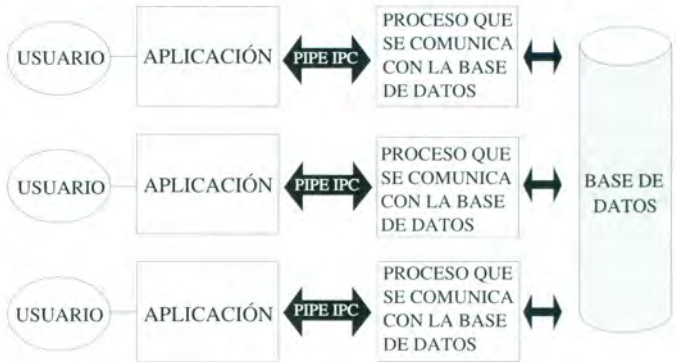 USUARIO
APLICACIÓN
PIPE IPC
PROCESO QUE
SE COMUNICA
CON LA BASE
DE DATOS
USUARIO
APLICACIÓN
PIPE IPC
PROCESO QUE
SE COMUNICA
CON LA BASE
DE DATOS
BASE DE
DATOS
USUARIO
APLICACIÓN
PIPE IPC
PROCESO QUE
SE COMUNICA
CON LA BASE
DE DATOS